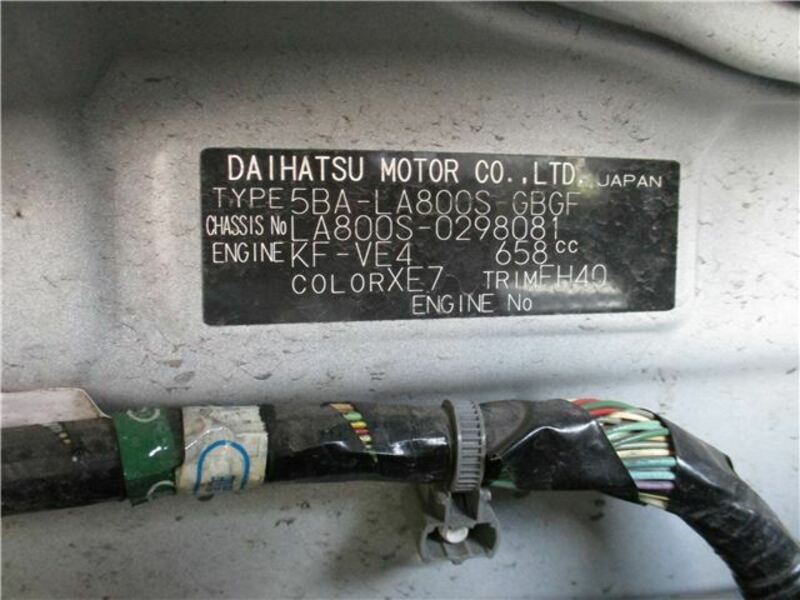 DAIHATSU MOTOR CO.,LTD. JAPAN
TYPE 5BA-LA800S-GBGF
CHASSIS No LA800S-0298081
ENGINE KF-VE4 658cc
COLOR XE7 TRIM FH40
ENGINE No